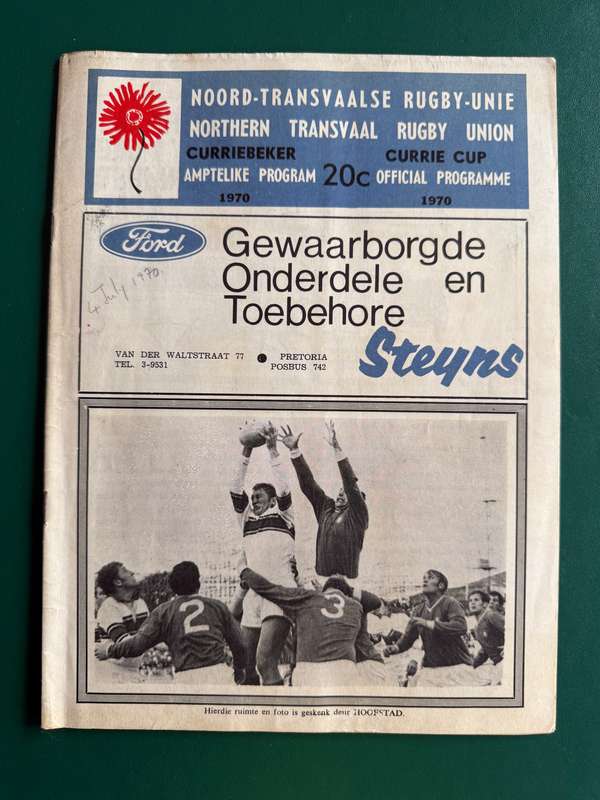 NOORD-TRANSVAALSE RUGBY-UNIE
NORTHERN TRANSVAAL RUGBY UNION
CURRIEBEKER CURRIE CUP
AMPTELIKE PROGRAM 20c OFFICIAL PROGRAMME
1970 1970
Ford
Gewaarborgde
Onderdele en
Toebehore
4 July 1970.
Steyns
VAN DER WALTSTRAAT 77 ● PRETORIA
TEL. 3-9531 POSBUS 742
2
3
Hierdie ruimte en foto is geskenk deur HOOFSTAD.